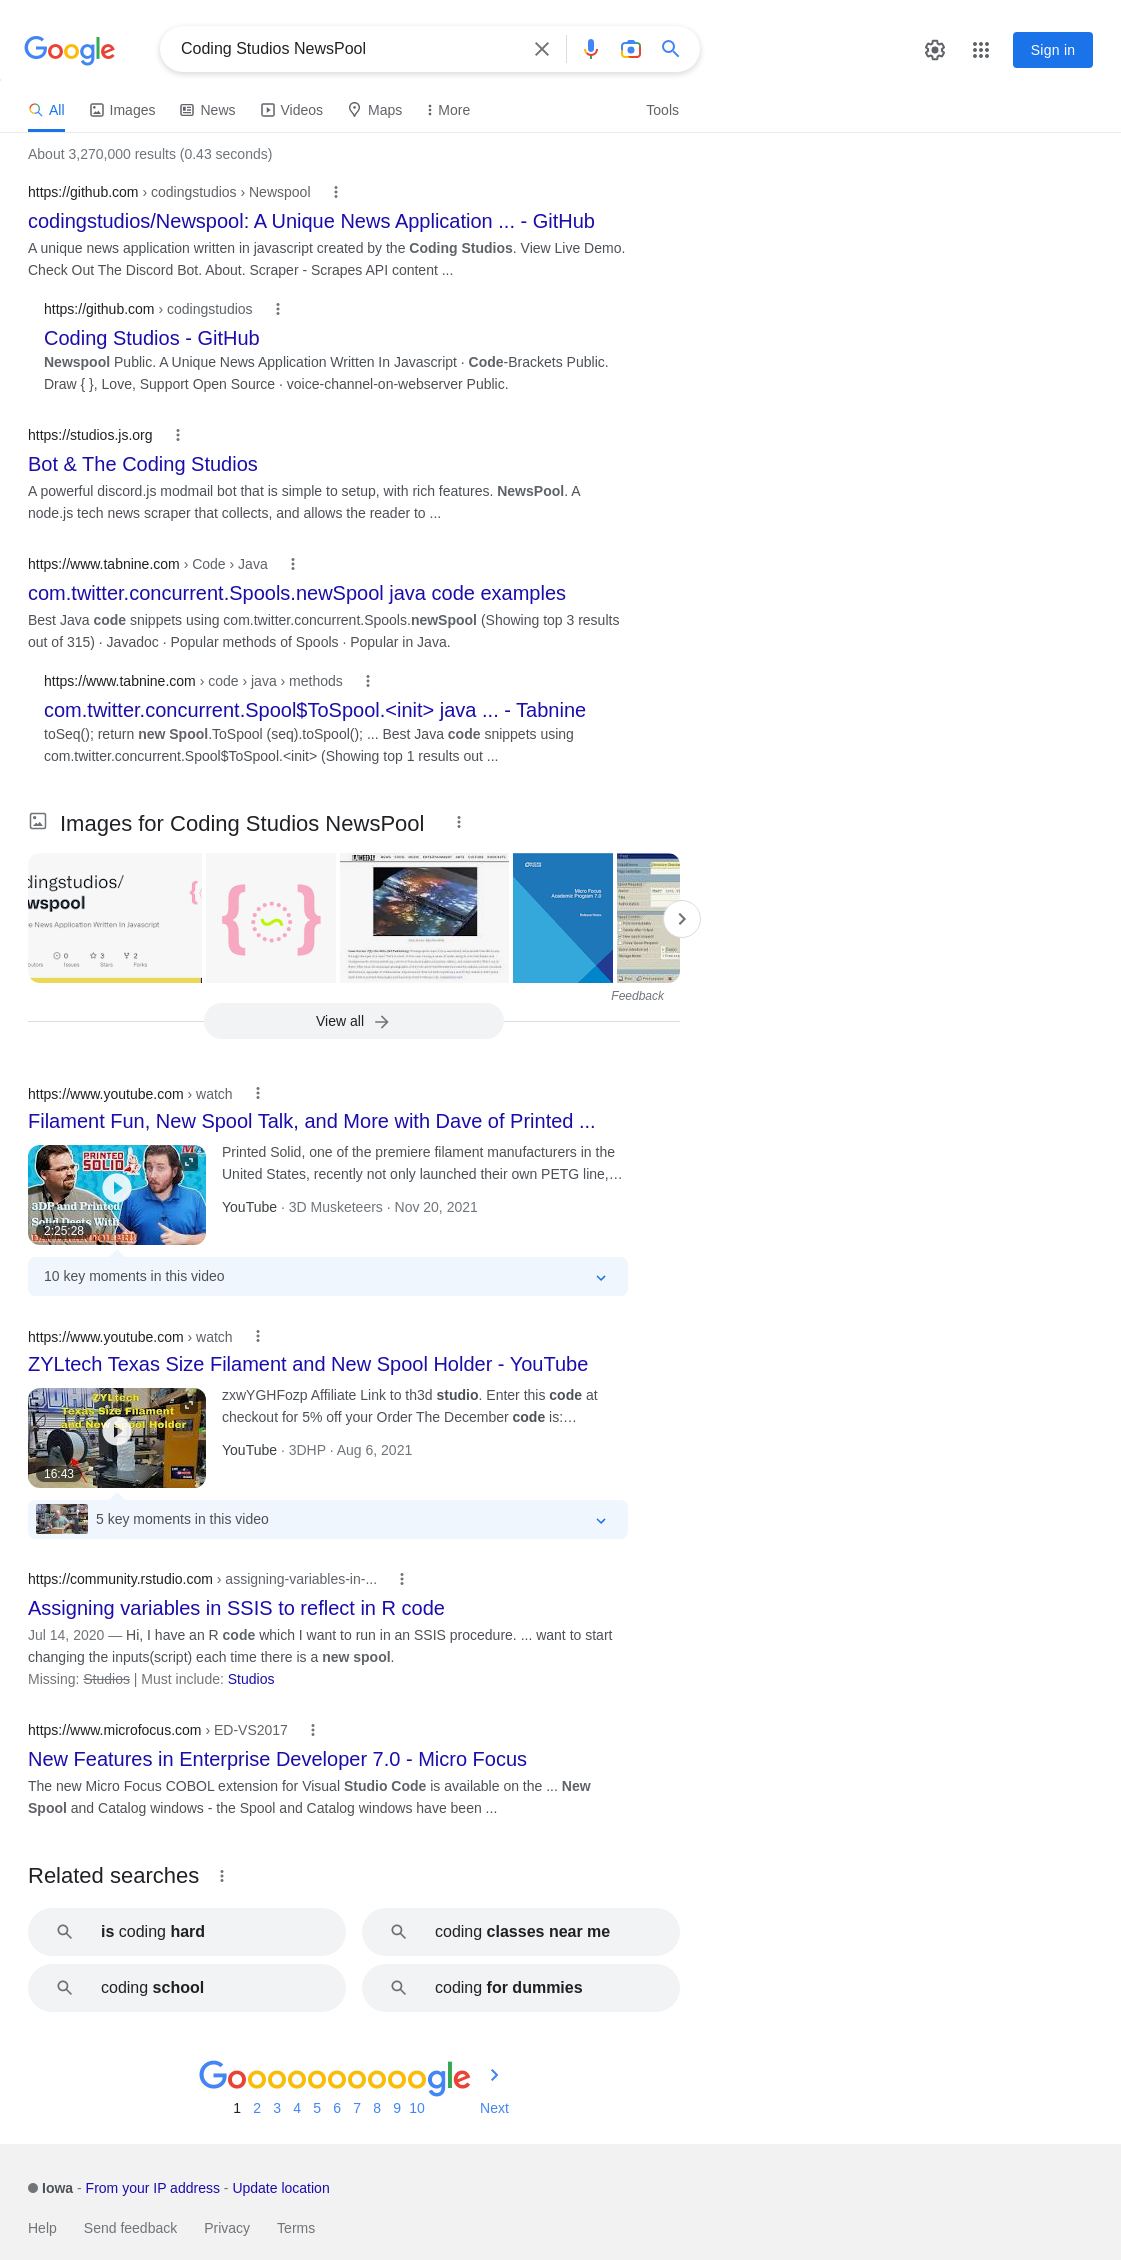 Google
Coding Studios NewsPool
Sign in
All
Images
News
Videos
Maps
More
Tools
About 3,270,000 results (0.43 seconds)
https://github.com › codingstudios › Newspool
codingstudios/Newspool: A Unique News Application ... - GitHub
A unique news application written in javascript created by the Coding Studios. View Live Demo.
Check Out The Discord Bot. About. Scraper - Scrapes API content ...
https://github.com › codingstudios
Coding Studios - GitHub
Newspool Public. A Unique News Application Written In Javascript · Code-Brackets Public.
Draw { }, Love, Support Open Source · voice-channel-on-webserver Public.
https://studios.js.org
Bot & The Coding Studios
A powerful discord.js modmail bot that is simple to setup, with rich features. NewsPool. A
node.js tech news scraper that collects, and allows the reader to ...
https://www.tabnine.com › Code › Java
com.twitter.concurrent.Spools.newSpool java code examples
Best Java code snippets using com.twitter.concurrent.Spools.newSpool (Showing top 3 results
out of 315) · Javadoc · Popular methods of Spools · Popular in Java.
https://www.tabnine.com › code › java › methods
com.twitter.concurrent.Spool$ToSpool.<init> java ... - Tabnine
toSeq(); return new Spool.ToSpool (seq).toSpool(); ... Best Java code snippets using
com.twitter.concurrent.Spool$ToSpool.<init> (Showing top 1 results out ...
Images for Coding Studios NewsPool
dingstudios/
wspool
e News Application Written In Javascript
0 3 2
Issues Stars Forks
WEEKLY
Micro Focus
Academic Program 7.0
Feedback
View all
https://www.youtube.com › watch
Filament Fun, New Spool Talk, and More with Dave of Printed ...
PRINTED
SOLID
3DP and Printed
Solid Deets With
2:25:28
Printed Solid, one of the premiere filament manufacturers in the
United States, recently not only launched their own PETG line,...
YouTube · 3D Musketeers · Nov 20, 2021
10 key moments in this video
https://www.youtube.com › watch
ZYLtech Texas Size Filament and New Spool Holder - YouTube
ZYLtech
Texas Size Filament
and New Spool Holder
16:43
zxwYGHFozp Affiliate Link to th3d studio. Enter this code at
checkout for 5% off your Order The December code is:...
YouTube · 3DHP · Aug 6, 2021
5 key moments in this video
https://community.rstudio.com › assigning-variables-in-...
Assigning variables in SSIS to reflect in R code
Jul 14, 2020 — Hi, I have an R code which I want to run in an SSIS procedure. ... want to start
changing the inputs(script) each time there is a new spool.
Missing: Studios | Must include: Studios
https://www.microfocus.com › ED-VS2017
New Features in Enterprise Developer 7.0 - Micro Focus
The new Micro Focus COBOL extension for Visual Studio Code is available on the ... New
Spool and Catalog windows - the Spool and Catalog windows have been ...
Related searches
is coding hard
coding classes near me
coding school
coding for dummies
Goooooooooogle
1 2 3 4 5 6 7 8 9 10 Next
Iowa - From your IP address - Update location
Help Send feedback Privacy Terms